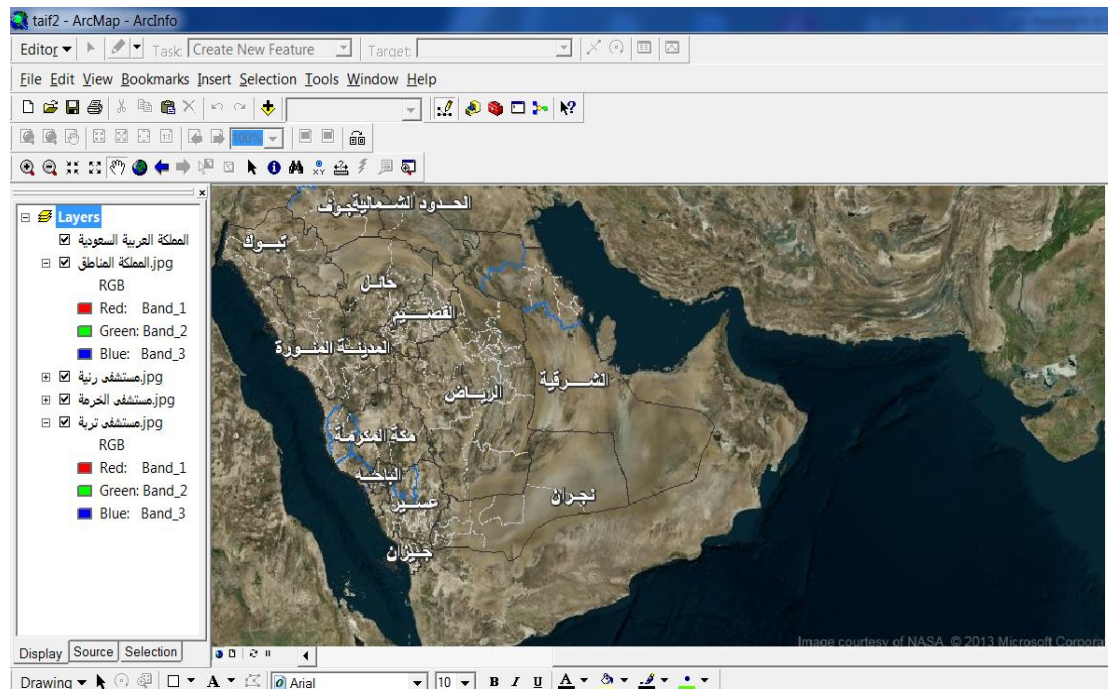 taif2 - ArcMap - ArcInfo
Editor Task: Create New Feature Target:
File Edit View Bookmarks Insert Selection Tools Window Help
100%
Layers
المملكة العربية السعودية
المملكة المناطق.jpg
RGB
Red: Band_1
Green: Band_2
Blue: Band_3
مستشفى رنية.jpg
مستشفى الخرمة.jpg
مستشفى تربة.jpg
RGB
Red: Band_1
Green: Band_2
Blue: Band_3
الحدود الشمالية
جوف
تبوك
حائل
القصيم
المدينة المنورة
الرياض
الشرقية
مكة المكرمة
الباحه
عسير
نجران
جيزان
Image courtesy of NASA © 2013 Microsoft Corpora
Display Source Selection
Drawing A Arial 10 B I U A